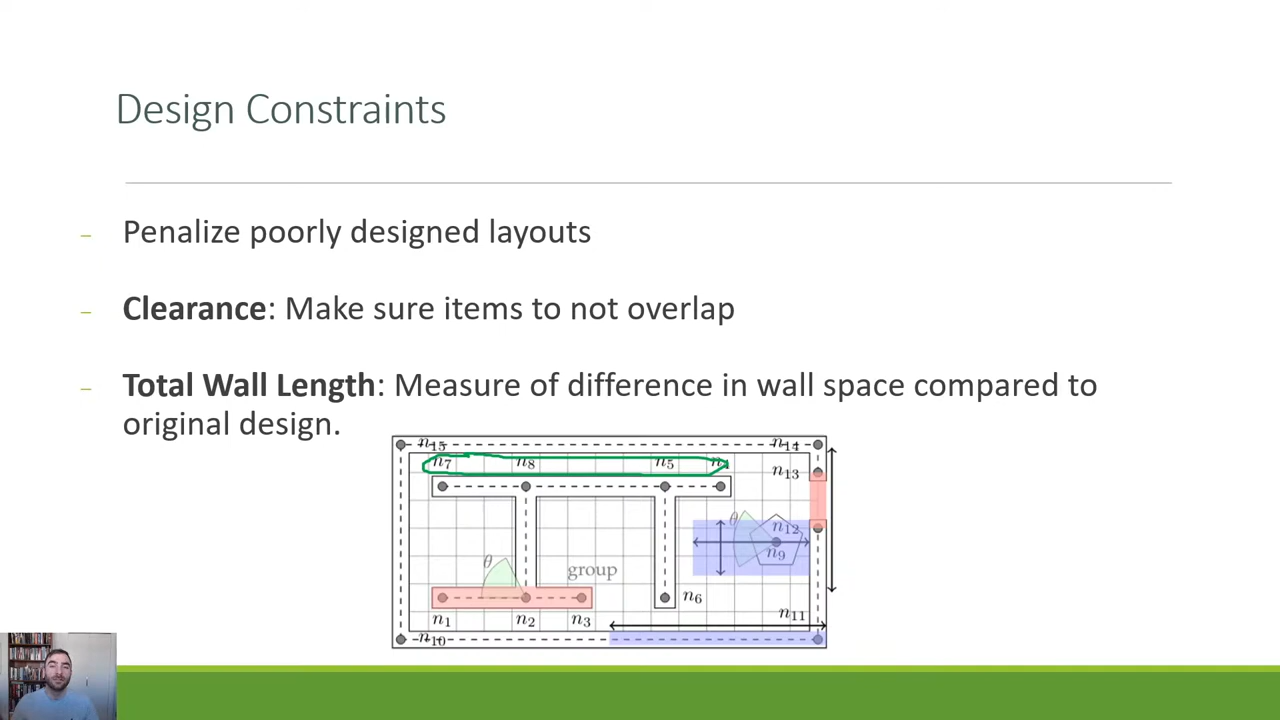 Design Constraints
– Penalize poorly designed layouts
– Clearance: Make sure items to not overlap
– Total Wall Length: Measure of difference in wall space compared to
original design.
n15 n14
n7 n8 n5
n13
θ n12
n9
θ group
n6
n1 n2 n3 n11
n10